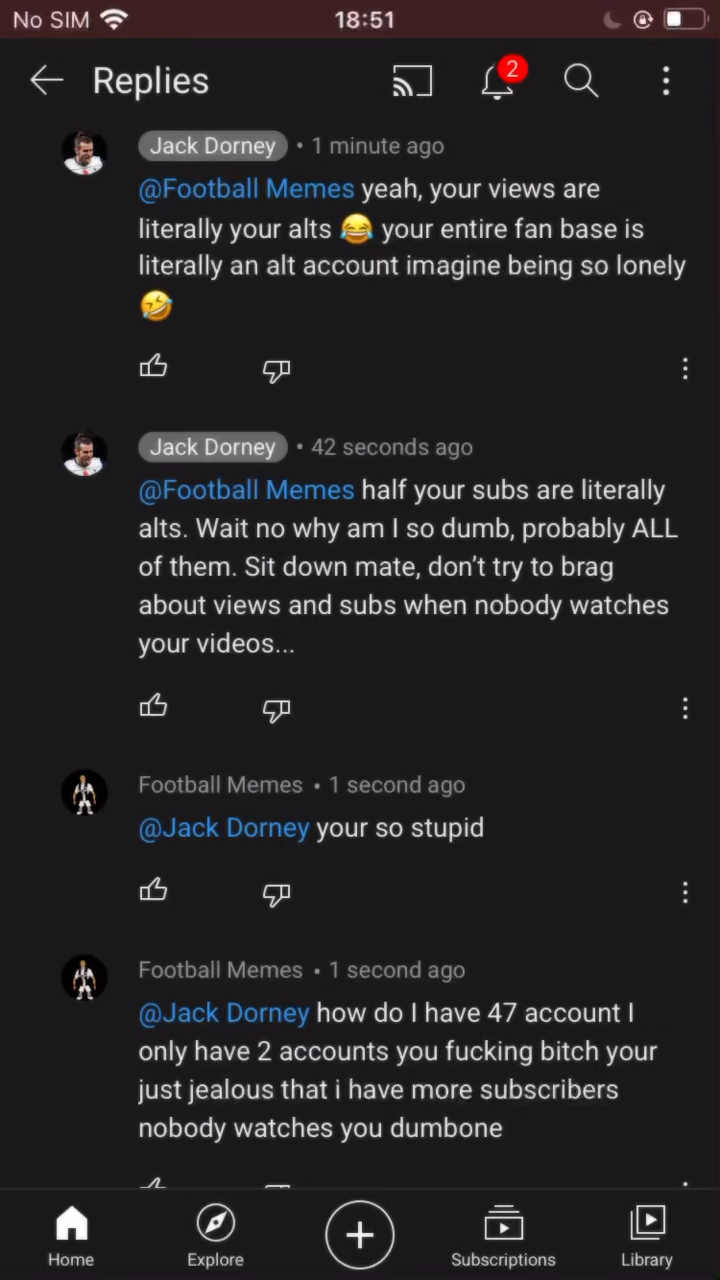 No SIM 18:51
Replies 2
Jack Dorney • 1 minute ago
@Football Memes yeah, your views are
literally your alts 😂 your entire fan base is
literally an alt account imagine being so lonely
🤣
Jack Dorney • 42 seconds ago
@Football Memes half your subs are literally
alts. Wait no why am I so dumb, probably ALL
of them. Sit down mate, don’t try to brag
about views and subs when nobody watches
your videos...
Football Memes • 1 second ago
@Jack Dorney your so stupid
Football Memes • 1 second ago
@Jack Dorney how do I have 47 account I
only have 2 accounts you fucking bitch your
just jealous that i have more subscribers
nobody watches you dumbone
Home Explore Subscriptions Library